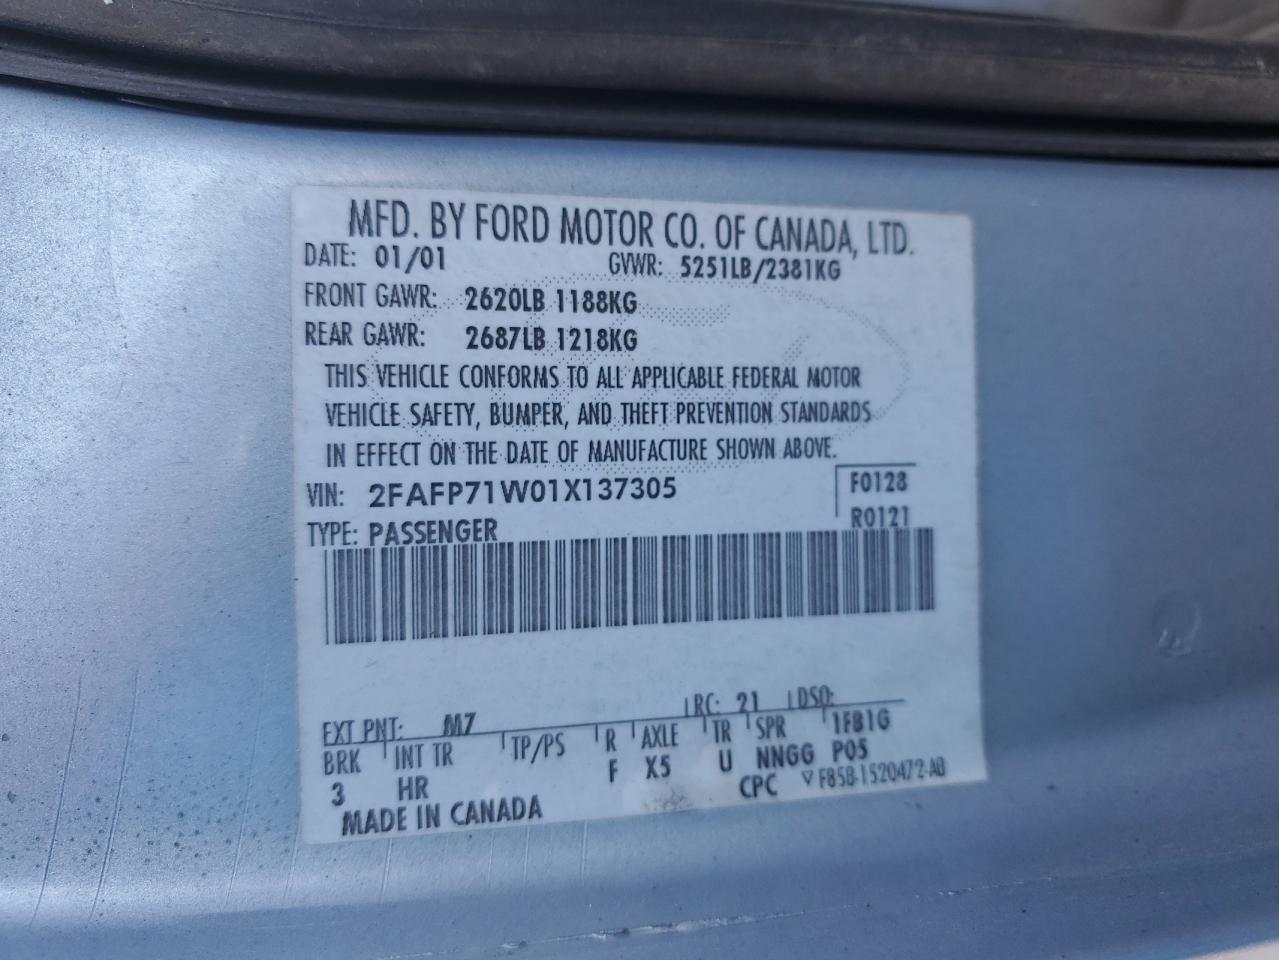 MFD. BY FORD MOTOR CO. OF CANADA, LTD.
DATE: 01/01 GVWR: 5251LB/2381KG
FRONT GAWR: 2620LB 1188KG
REAR GAWR: 2687LB 1218KG
THIS VEHICLE CONFORMS TO ALL APPLICABLE FEDERAL MOTOR
VEHICLE SAFETY, BUMPER, AND THEFT PREVENTION STANDARDS
IN EFFECT ON THE DATE OF MANUFACTURE SHOWN ABOVE.
VIN: 2FAFP71W01X137305 F0128
TYPE: PASSENGER R0121
EXT PNT: M7 RC: 21 DSO:
BRK INT TR TP/PS R AXLE TR SPR 1FB1G
3 HR F X5 U NNGG P05
MADE IN CANADA CPC F85B-1520472-AB